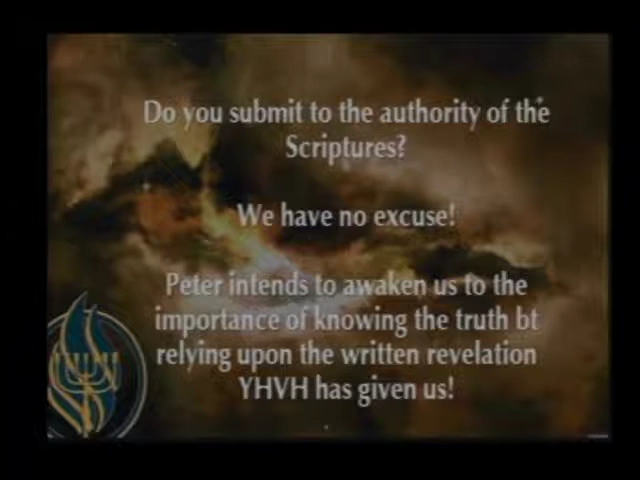 Do you submit to the authority of the
Scriptures?
We have no excuse!
Peter intends to awaken us to the
importance of knowing the truth bt
relying upon the written revelation
YHVH has given us!